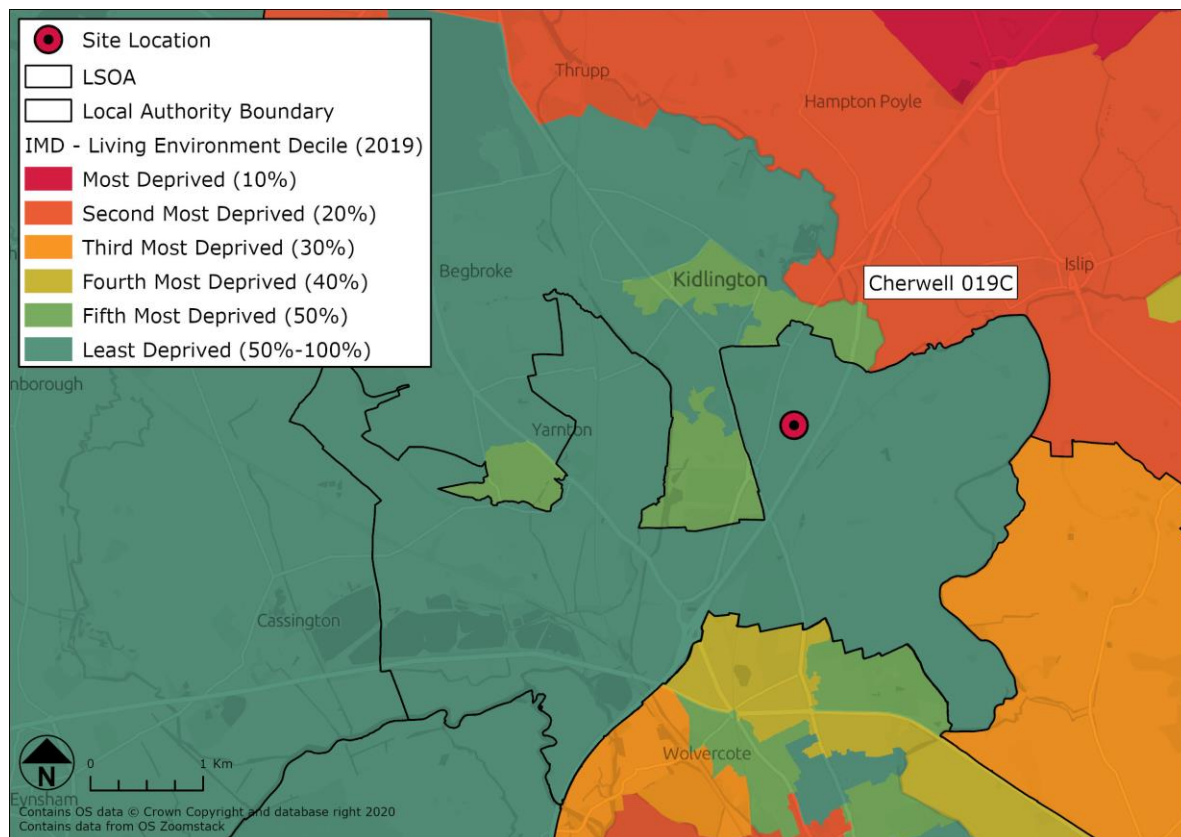 Site Location
LSOA
Local Authority Boundary
IMD - Living Environment Decile (2019)
Most Deprived (10%)
Second Most Deprived (20%)
Third Most Deprived (30%)
Fourth Most Deprived (40%)
Fifth Most Deprived (50%)
Least Deprived (50%-100%)
Thrupp
Hampton Poyle
Begbroke
Kidlington
Islip
Cherwell 019C
nborough
Yarnton
Cassington
Wolvercote
N
0 1 Km
Eynsham
Contains OS data © Crown Copyright and database right 2020
Contains data from OS Zoomstack